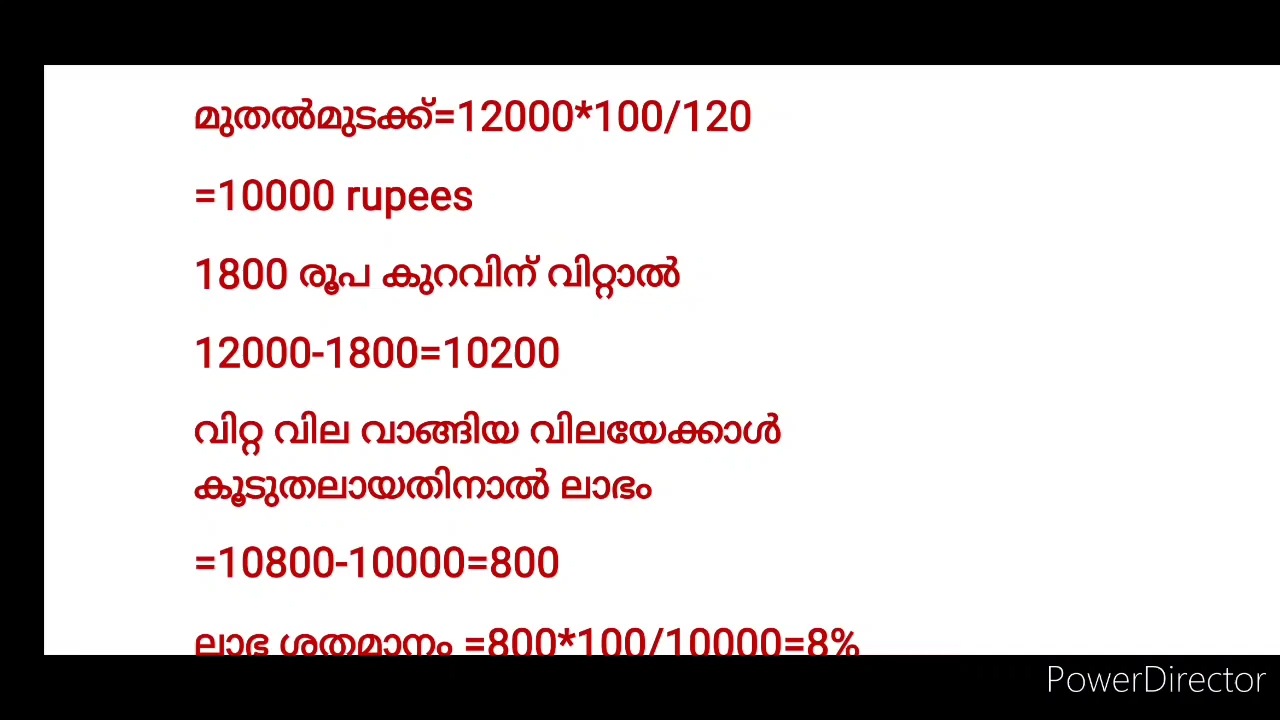 മുതൽമുടക്ക്=12000*100/120
=10000 rupees
1800 രൂപ കുറവിന് വിറ്റാൽ
12000-1800=10200
വിറ്റ വില വാങ്ങിയ വിലയേക്കാൾ
കൂടുതലായതിനാൽ ലാഭം
=10800-10000=800
ലാഭ ശതമാനം =800*100/10000=8%
PowerDirector